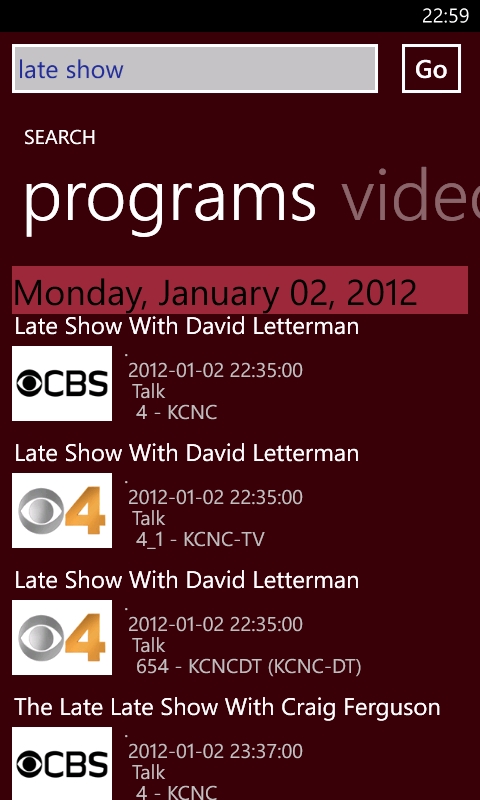 22:59
late show
Go
SEARCH
programs video
Monday, January 02, 2012
Late Show With David Letterman
.
CBS
2012-01-02 22:35:00
Talk
4 - KCNC
Late Show With David Letterman
.
4
2012-01-02 22:35:00
Talk
4_1 - KCNC-TV
Late Show With David Letterman
.
4
2012-01-02 22:35:00
Talk
654 - KCNCDT (KCNC-DT)
The Late Late Show With Craig Ferguson
.
CBS
2012-01-02 23:37:00
Talk
4 - KCNC